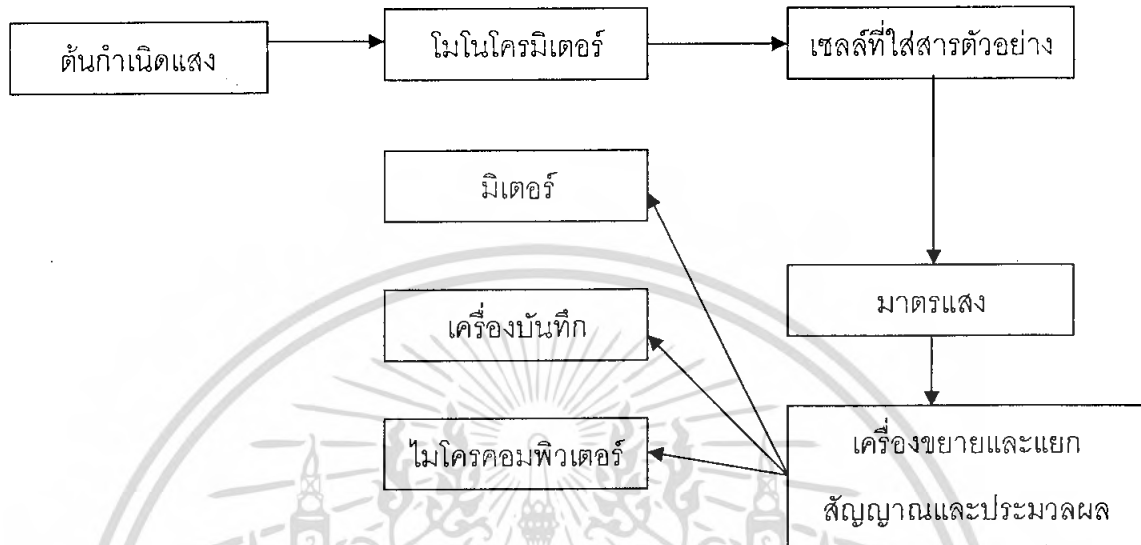 ต้นกำเนิดแสง
โมโนโครมิเตอร์
เซลล์ที่ใส่สารตัวอย่าง
มิเตอร์
มาตรแสง
เครื่องบันทึก
ไมโครคอมพิวเตอร์
เครื่องขยายและแยก
สัญญาณและประมวลผล